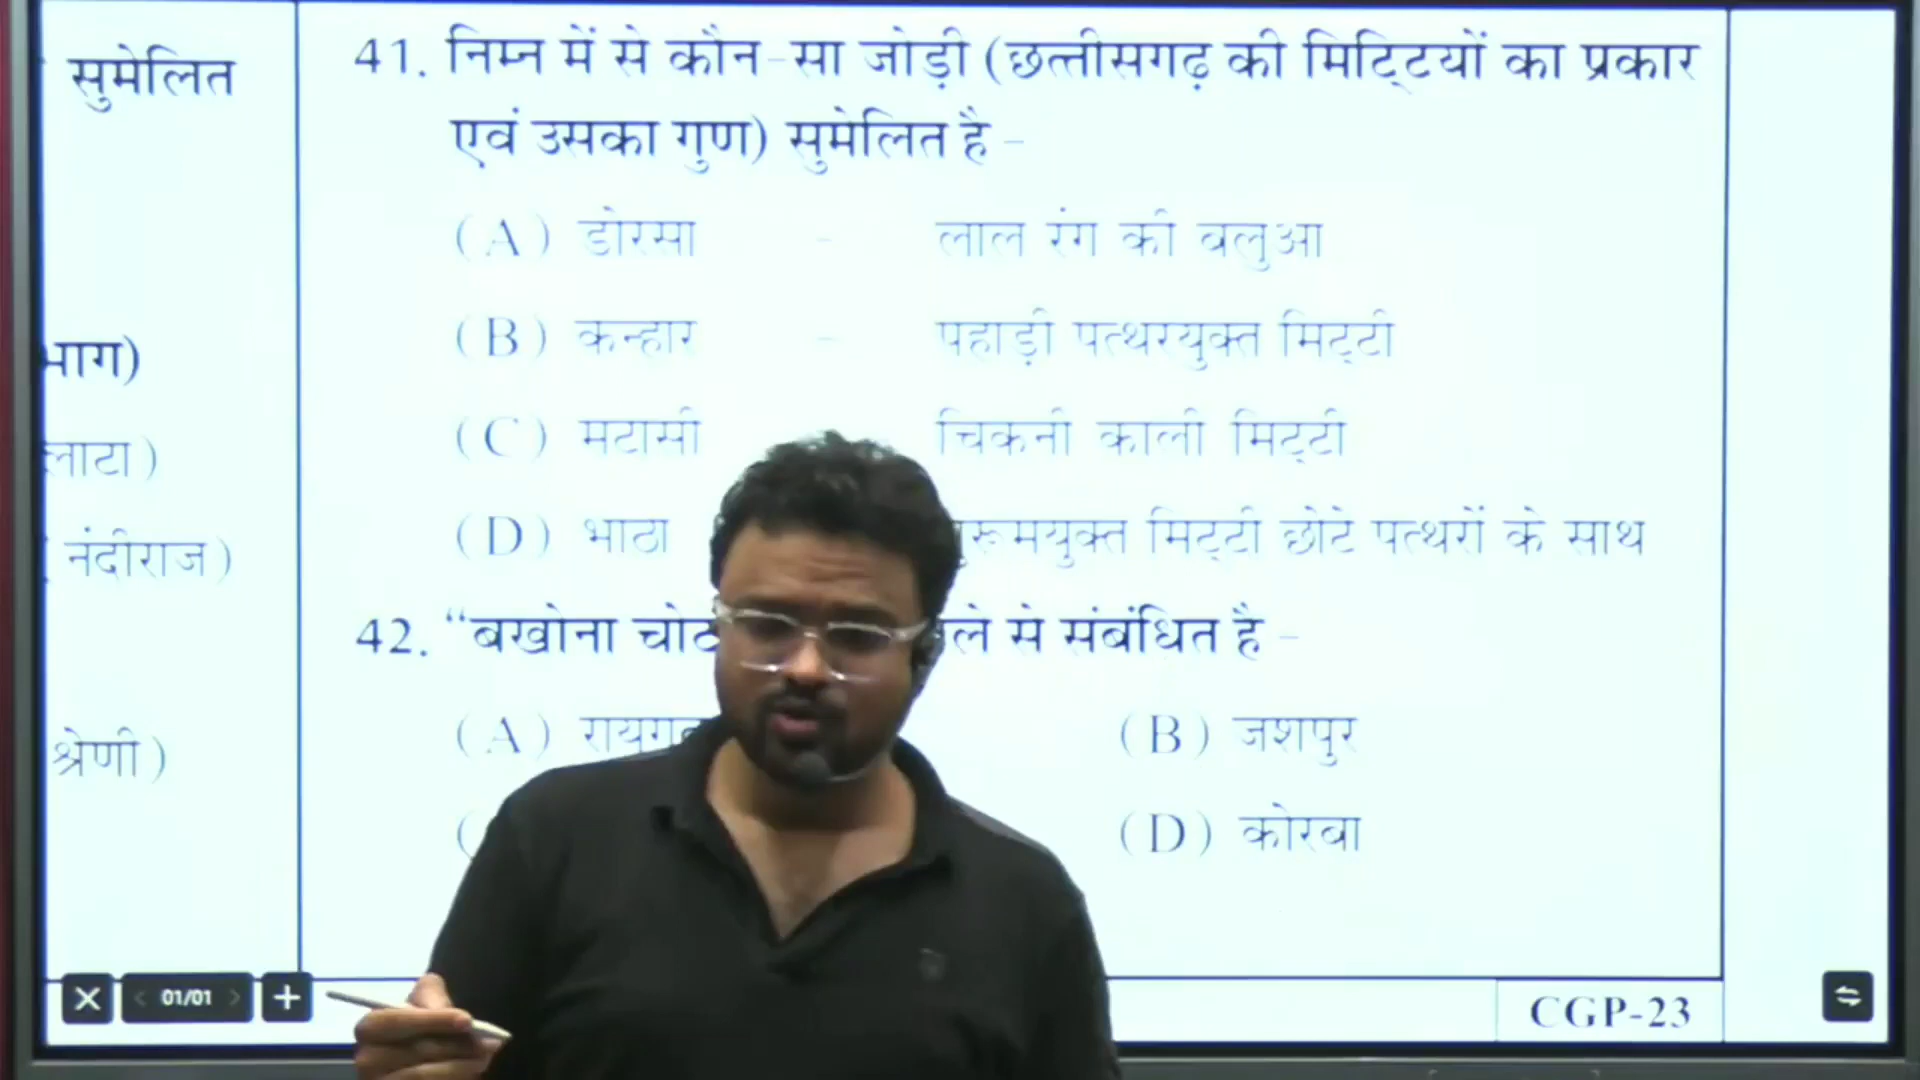 सुमेलित
भाग)
लाटा)
नंदीराज)
श्रेणी)
41. निम्न में से कौन-सा जोड़ी (छत्तीसगढ़ की मिट्टियों का प्रकार
एवं उसका गुण) सुमेलित है -
(A) डोरसा - लाल रंग की बलुआ
(B) कन्हार - पहाड़ी पत्थरयुक्त मिट्टी
(C) मटासी चिकनी काली मिट्टी
(D) भाठा मिट्टी छोटे पत्थरों के साथ
42. “बखोना से संबंधित है -
(A) (B) जशपुर
(D) कोरबा
01/01
CGP-23